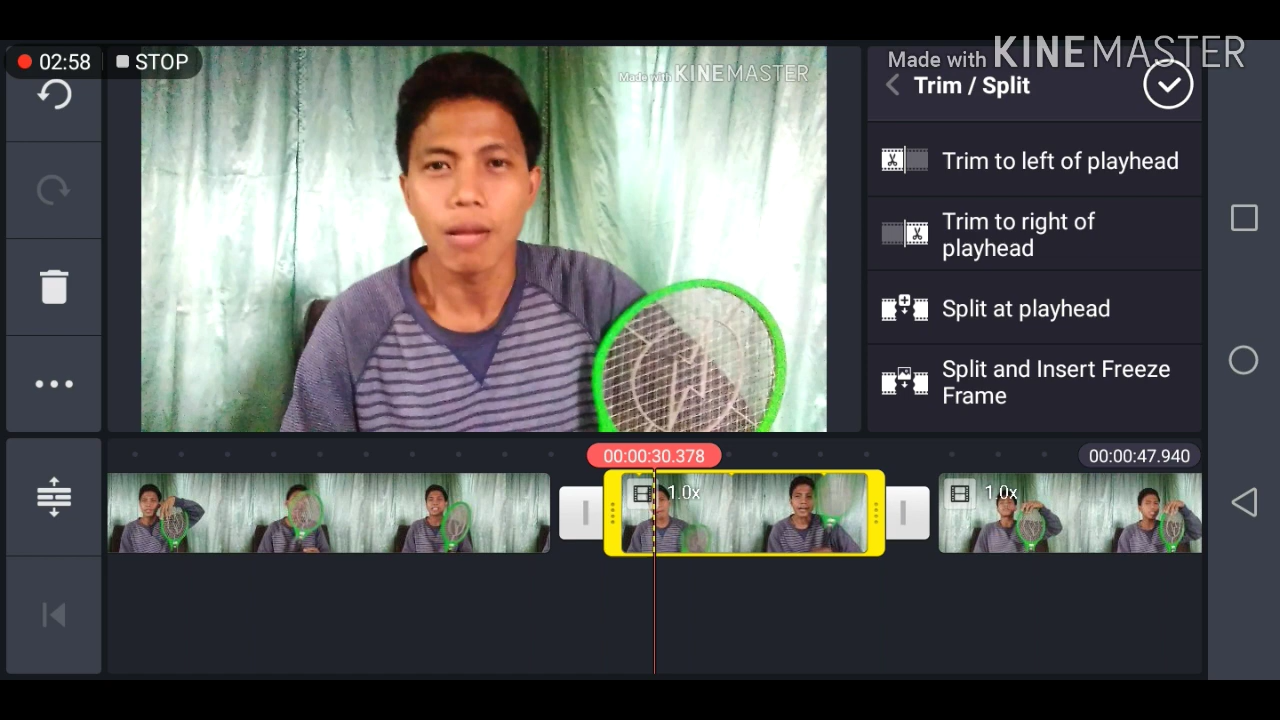 02:58 STOP
Made with KINEMASTER
Made with KINEMASTER
Trim / Split
Trim to left of playhead
Trim to right of
playhead
Split at playhead
Split and Insert Freeze
Frame
00:00:30.378
00:00:47.940
1.0x
1.0x